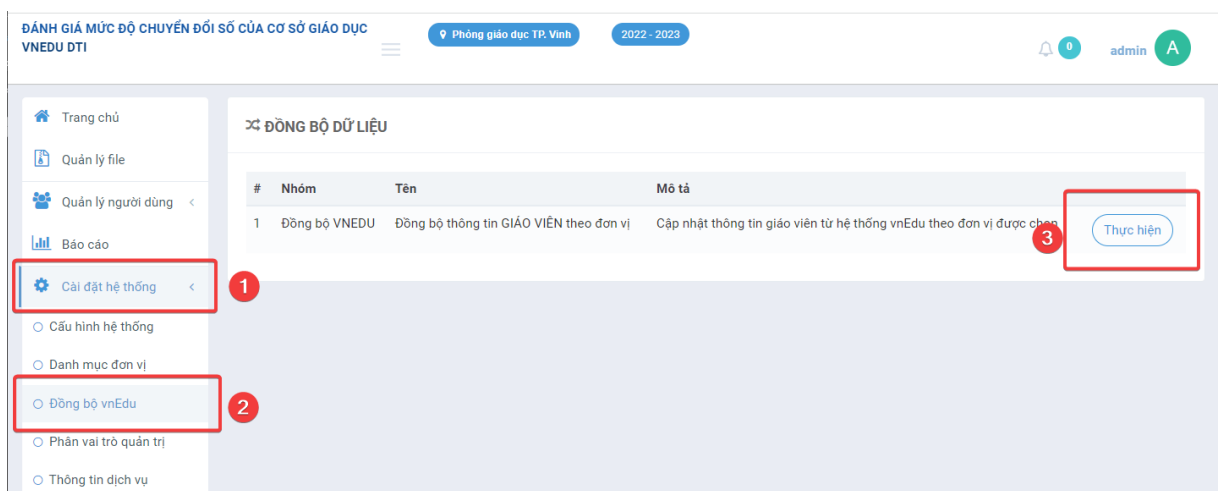 ĐÁNH GIÁ MỨC ĐỘ CHUYỂN ĐỔI SỐ CỦA CƠ SỞ GIÁO DỤC
VNEDU DTI
Phòng giáo dục TP. Vinh
2022 - 2023
0
admin
A
Trang chủ
Quản lý file
Quản lý người dùng
Báo cáo
Cài đặt hệ thống
1
Cấu hình hệ thống
Danh mục đơn vị
Đồng bộ vnEdu
2
Phân vai trò quản trị
Thông tin dịch vụ
ĐỒNG BỘ DỮ LIỆU
# Nhóm Tên Mô tả
1 Đồng bộ VNEDU Đồng bộ thông tin GIÁO VIÊN theo đơn vị Cập nhật thông tin giáo viên từ hệ thống vnEdu theo đơn vị được chọn Thực hiện
3